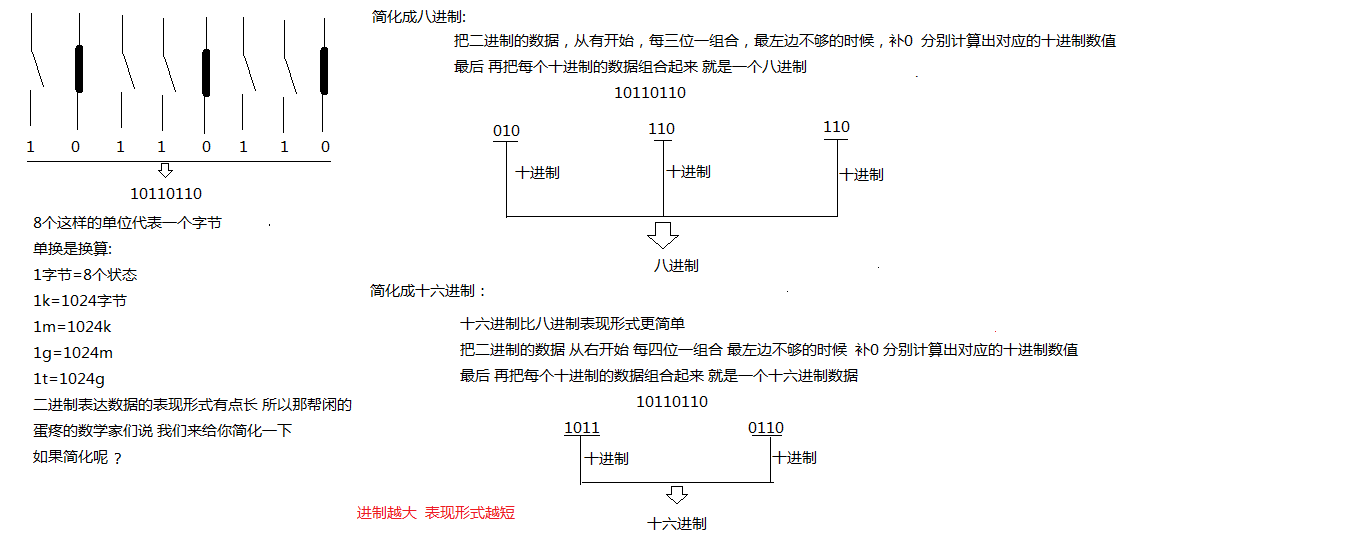 1 0 1 1 0 1 1 0
10110110
8个这样的单位代表一个字节
单换是换算:
1字节=8个状态
1k=1024字节
1m=1024k
1g=1024m
1t=1024g
二进制表达数据的表现形式有点长 所以那帮闲的
蛋疼的数学家们说 我们来给你简化一下
如果简化呢 ?
简化成八进制:
把二进制的数据，从有开始，每三位一组合，最左边不够的时候，补0 分别计算出对应的十进制数值
最后 再把每个十进制的数据组合起来 就是一个八进制
10110110
010 110 110
十进制 十进制 十进制
八进制
简化成十六进制：
十六进制比八进制表现形式更简单
把二进制的数据 从右开始 每四位一组合 最左边不够的时候 补0 分别计算出对应的十进制数值
最后 再把每个十进制的数据组合起来 就是一个十六进制数据
10110110
1011 0110
十进制 十进制
十六进制
进制越大 表现形式越短